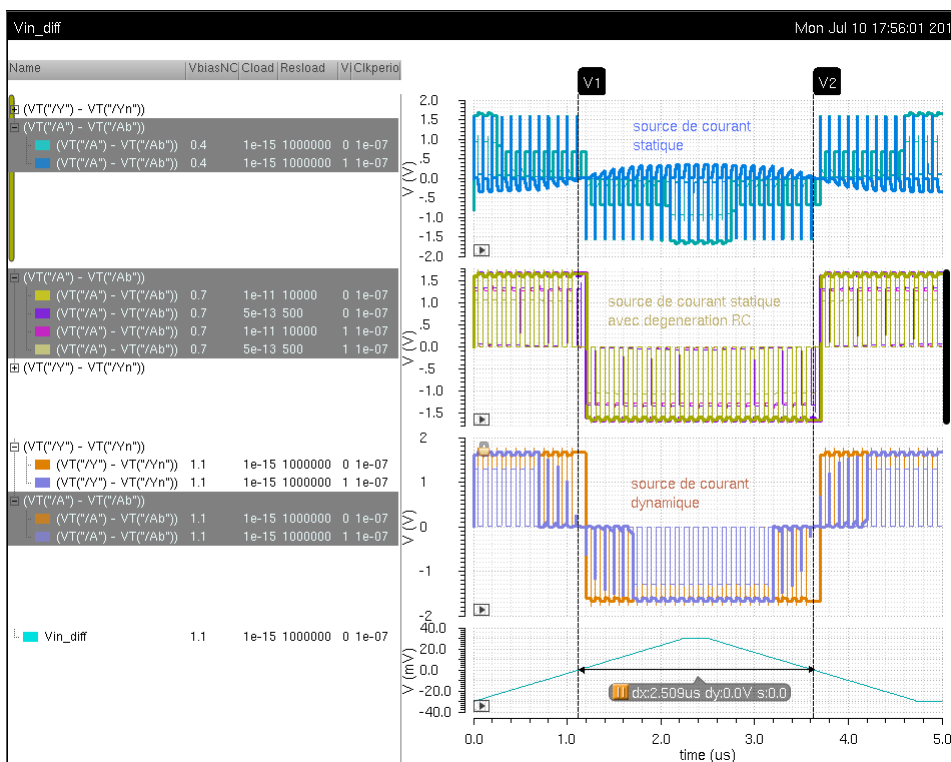 Vin_diff Mon Jul 10 17:56:01 201
Name VbiasNC Cload Resload V Clkperio
(VT("/Y") - VT("/Yn"))
(VT("/A") - VT("/Ab"))
(VT("/A") - VT("/Ab")) 0.4 1e-15 1000000 0 1e-07
(VT("/A") - VT("/Ab")) 0.4 1e-15 1000000 1 1e-07
(VT("/A") - VT("/Ab"))
(VT("/A") - VT("/Ab")) 0.7 1e-11 10000 0 1e-07
(VT("/A") - VT("/Ab")) 0.7 5e-13 500 0 1e-07
(VT("/A") - VT("/Ab")) 0.7 1e-11 10000 1 1e-07
(VT("/A") - VT("/Ab")) 0.7 5e-13 500 1 1e-07
(VT("/Y") - VT("/Yn"))
(VT("/Y") - VT("/Yn"))
(VT("/Y") - VT("/Yn")) 1.1 1e-15 1000000 0 1e-07
(VT("/Y") - VT("/Yn")) 1.1 1e-15 1000000 1 1e-07
(VT("/A") - VT("/Ab"))
(VT("/A") - VT("/Ab")) 1.1 1e-15 1000000 0 1e-07
(VT("/A") - VT("/Ab")) 1.1 1e-15 1000000 1 1e-07
Vin_diff 1.1 1e-15 1000000 0 1e-07
V1
V2
2.0
1.5
1.0
.5
0.0
-.5
-1.0
-1.5
-2.0
V (V)
source de courant
statique
1.5
1.0
.5
0.0
-.5
-1.0
-1.5
V (V)
source de courant statique
avec degeneration RC
2
1
0
-1
-2
V (V)
source de courant
dynamique
40.0
20.0
0.0
-20.0
-40.0
V (mV)
dx:2.509us dy:0.0V s:0.0
0.0 1.0 2.0 3.0 4.0 5.0
time (us)